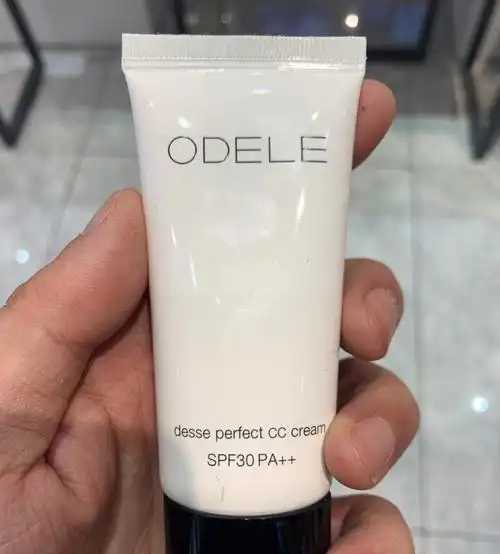 ODELE
desse perfect CC cream
SPF30 PA++